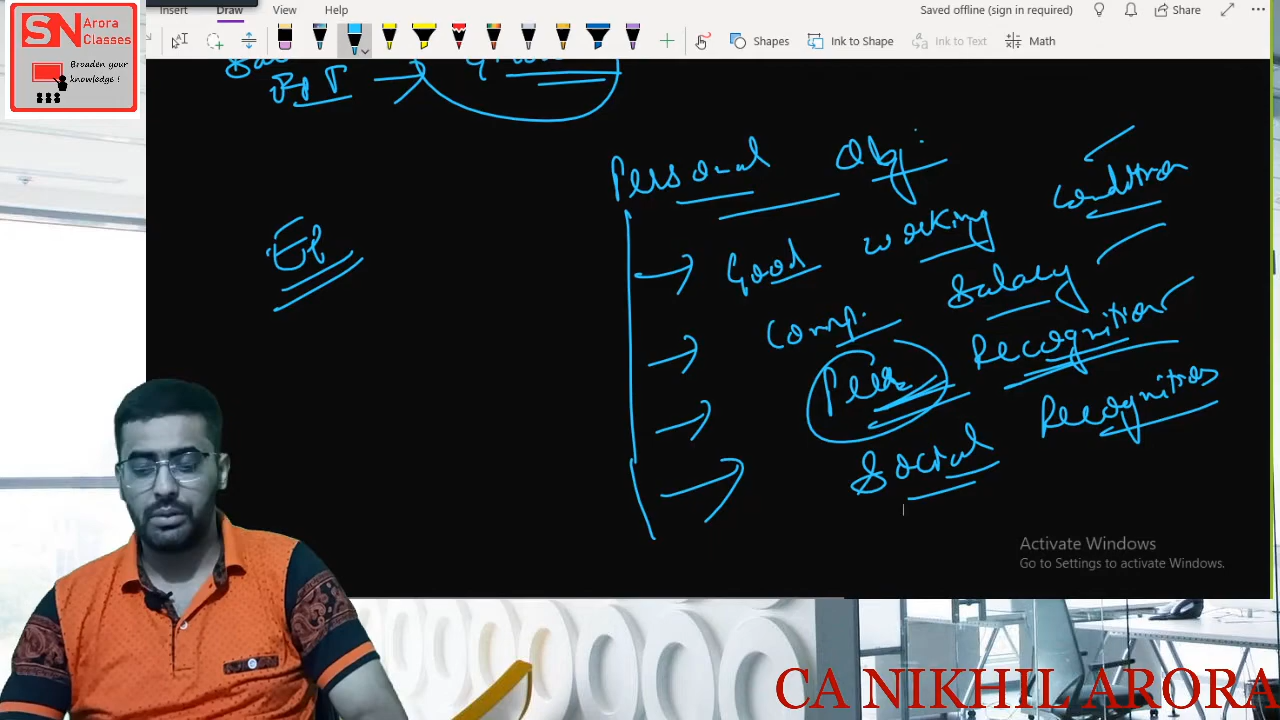 SN Arora Classes
Broaden your knowledge !
Insert Draw View Help
Saved offline (sign in required)
Share
Shapes
Ink to Shape
Ink to Text
Math
Personal Obj.
Good working condition
Comp. Salary
Peer Recognition
Social Recognition
Activate Windows
Go to Settings to activate Windows.
CA NIKHIL ARORA